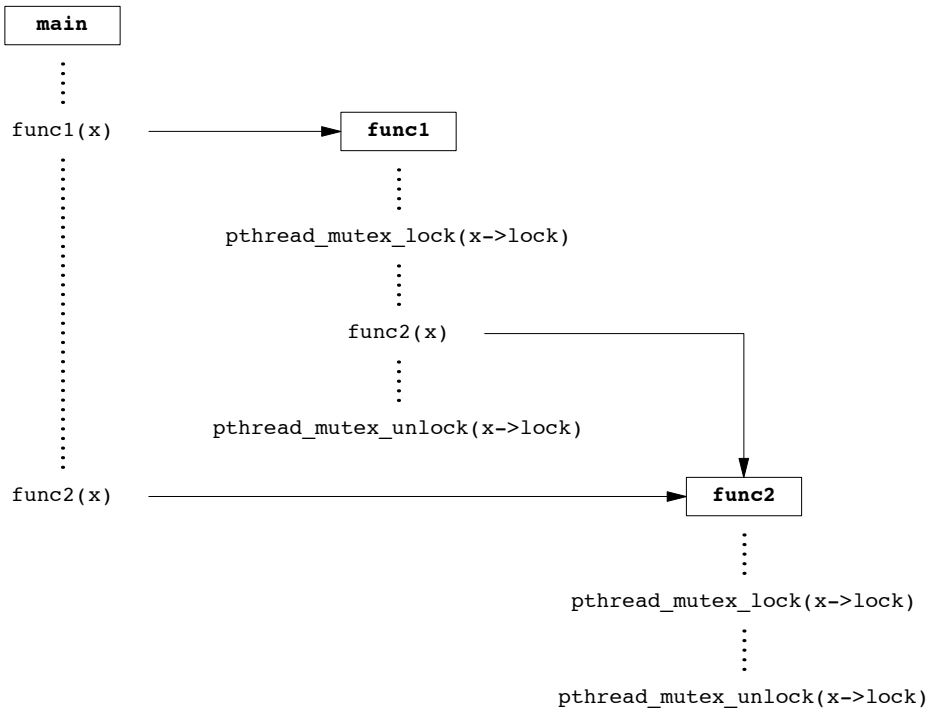 main
func1(x)
func1
pthread_mutex_lock(x->lock)
func2(x)
pthread_mutex_unlock(x->lock)
func2(x)
func2
pthread_mutex_lock(x->lock)
pthread_mutex_unlock(x->lock)